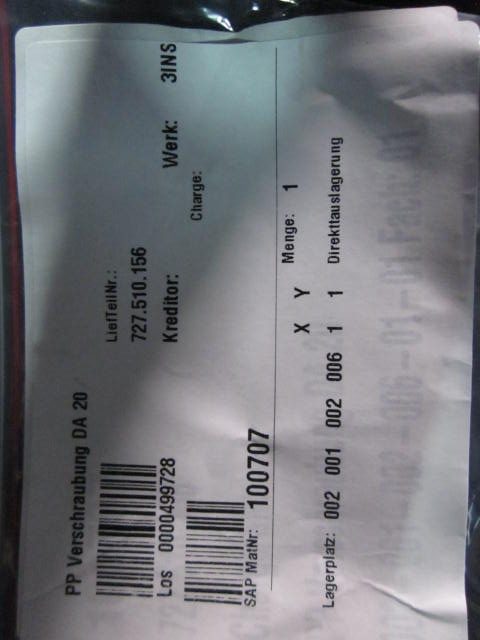 PP Verschraubung DA 20
LiefTeilNr.:
727.510.156
Los 0000499728
Kreditor:
Werk: 3INS
Charge:
SAP MatNr: 100707
X Y Menge: 1
Lagerplatz: 002 001 002 006 1 1 Direkttauslagerung